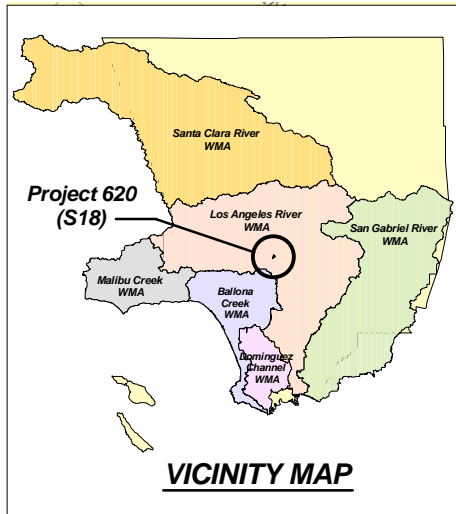 Santa Clara River
WMA
Project 620
(S18)
Los Angeles River
WMA
San Gabriel River
WMA
Malibu Creek
WMA
Ballona
Creek
WMA
Dominguez
Channel
WMA
VICINITY MAP